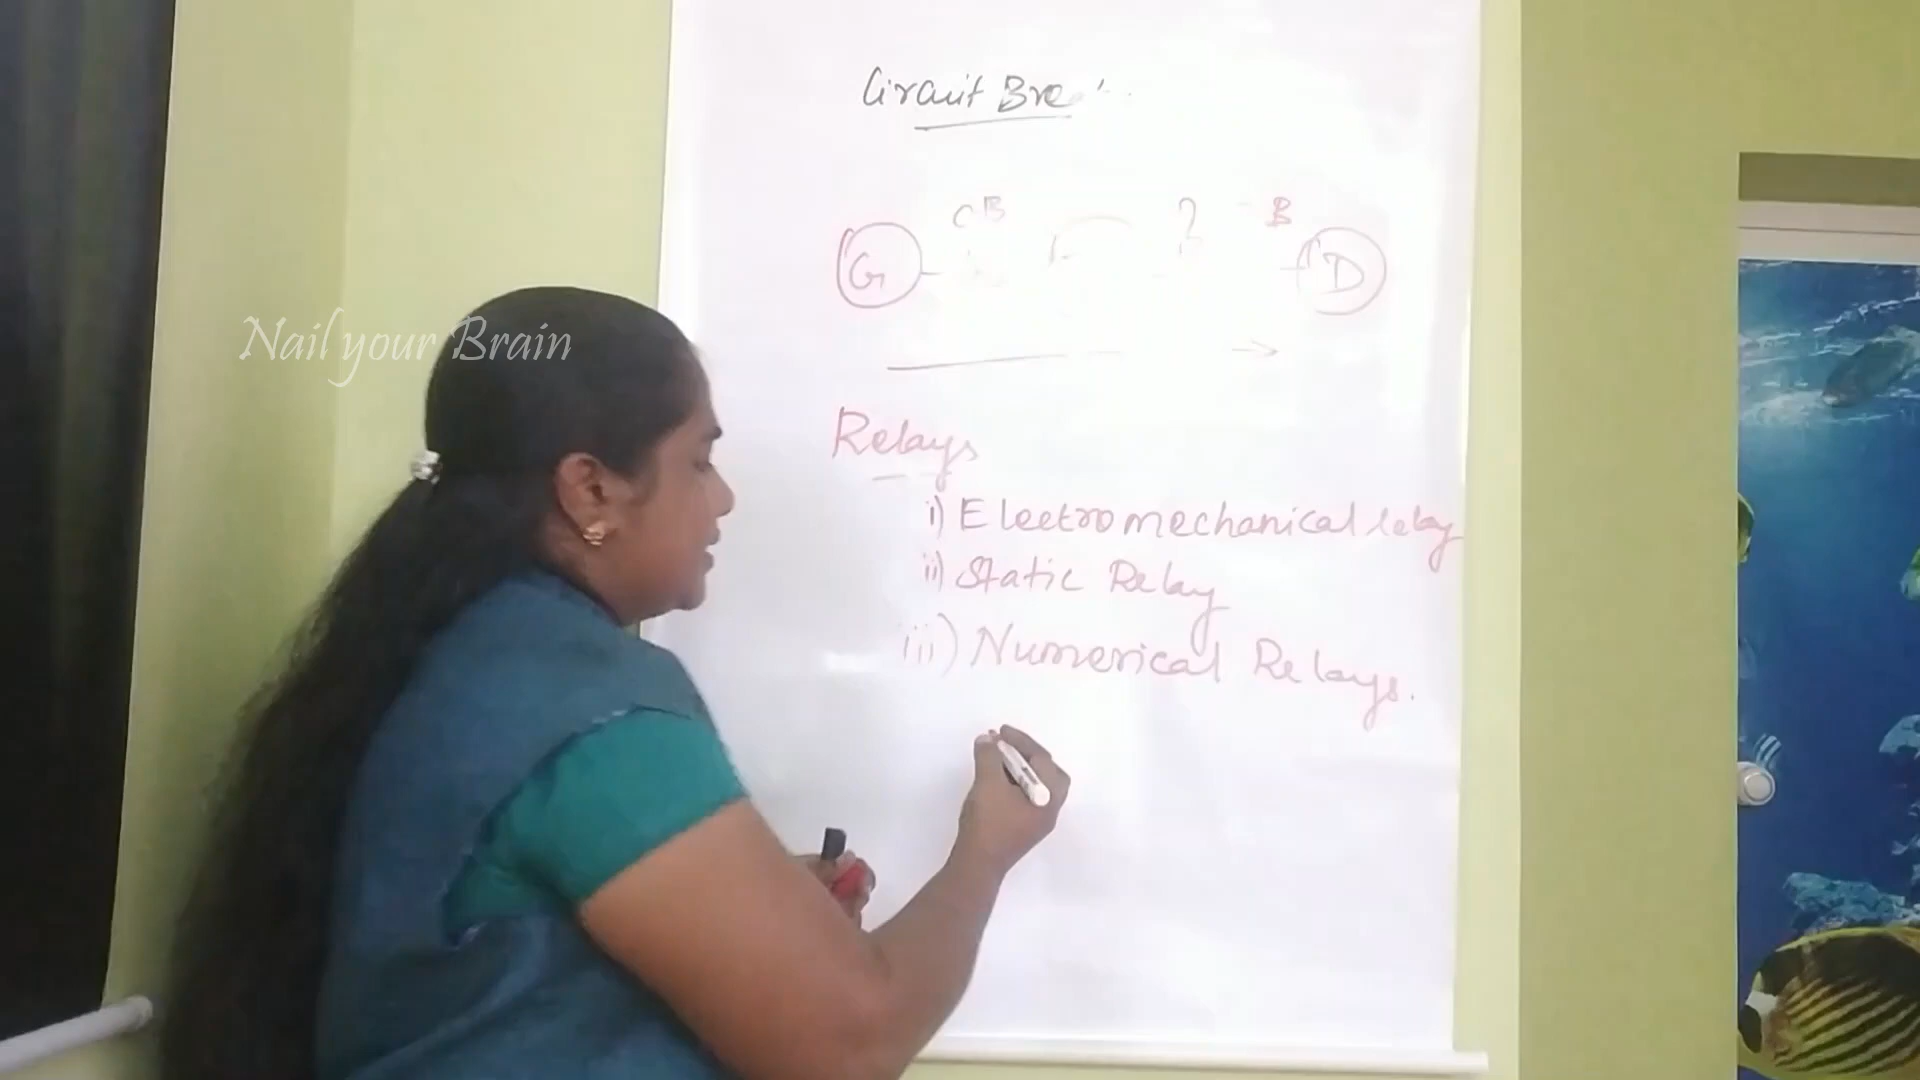 Circuit Bre
CB
B
G
D
Nail your Brain
Relays
i) Electromechanical relay
ii) Static Relay
iii) Numerical Relays.